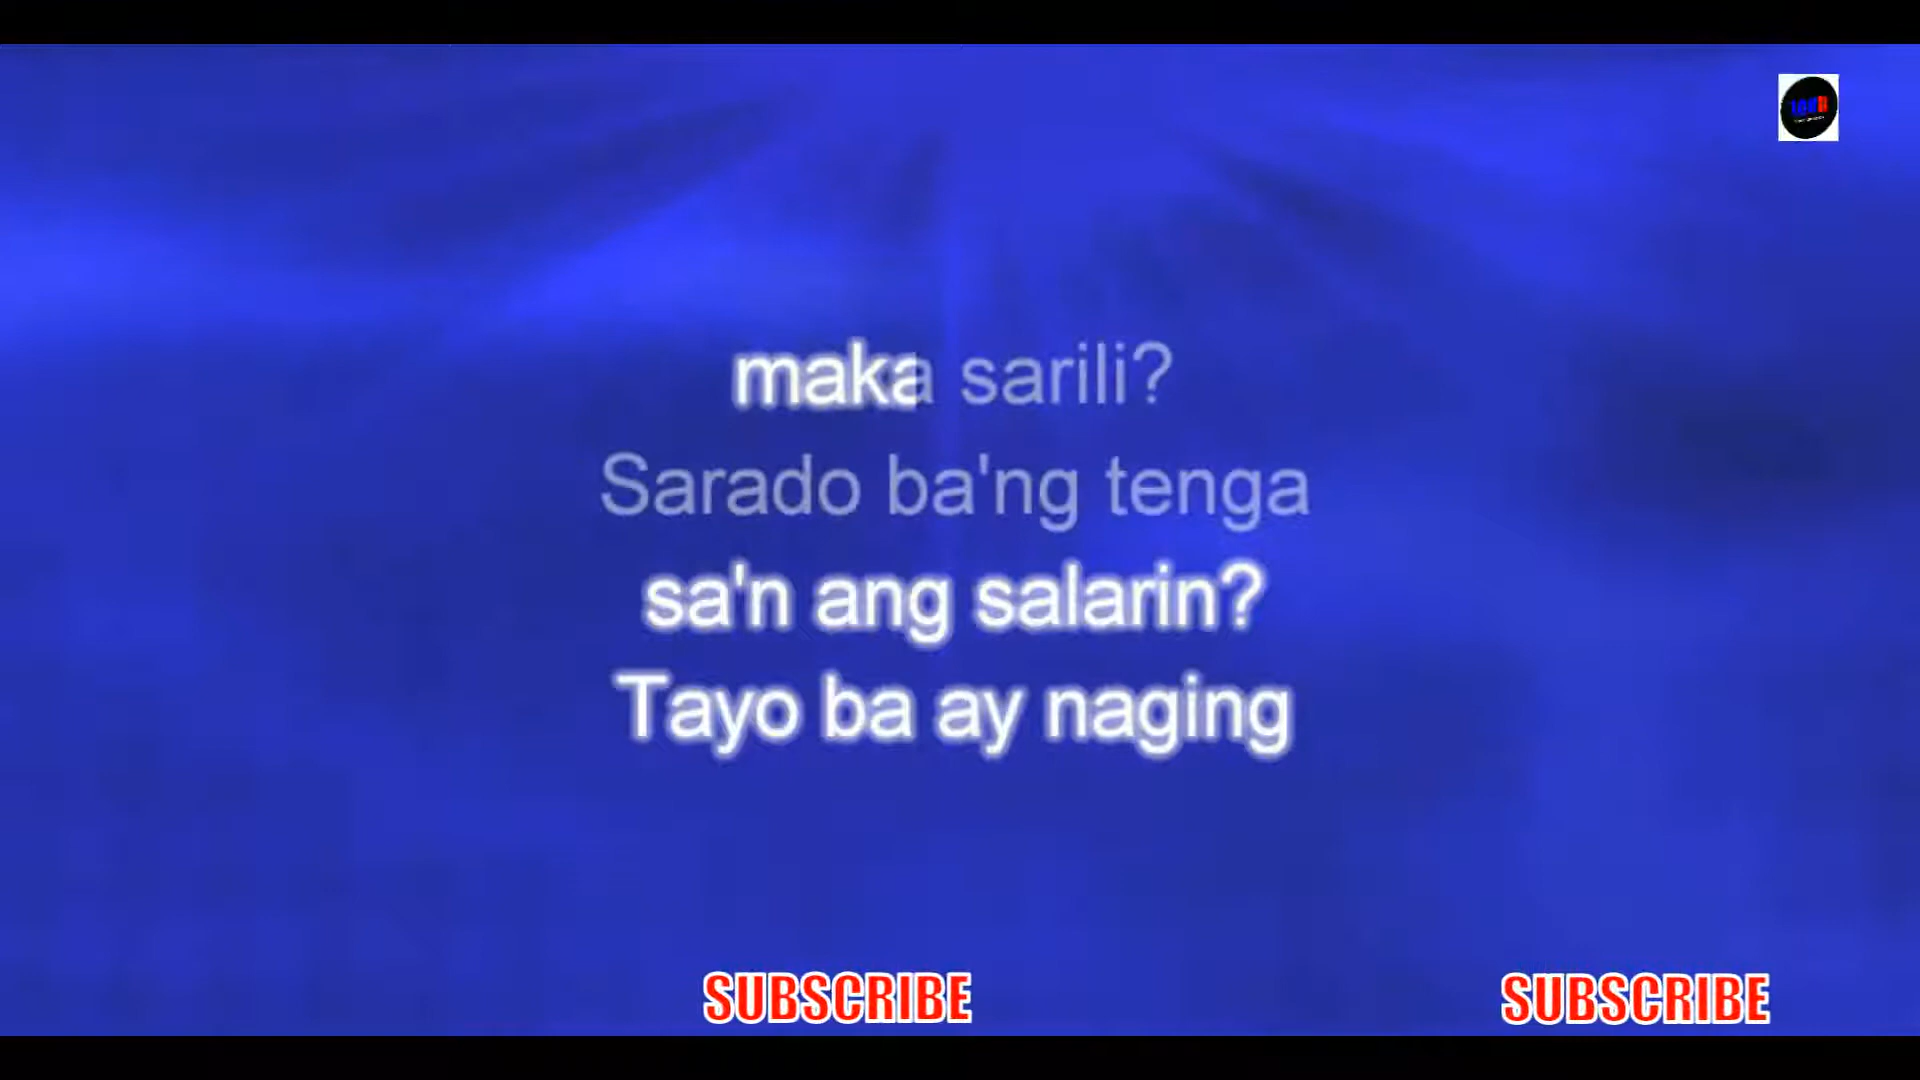 maka sarili?
Sarado ba'ng tenga
sa'n ang salarin?
Tayo ba ay naging
SUBSCRIBE
SUBSCRIBE